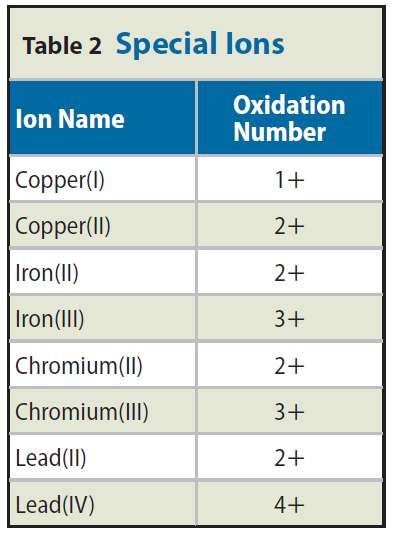 Table 2 Special Ions
Ion Name
Oxidation
Number
Copper(I) 1+
Copper(II) 2+
Iron(II) 2+
Iron(III) 3+
Chromium(II) 2+
Chromium(III) 3+
Lead(II) 2+
Lead(IV) 4+